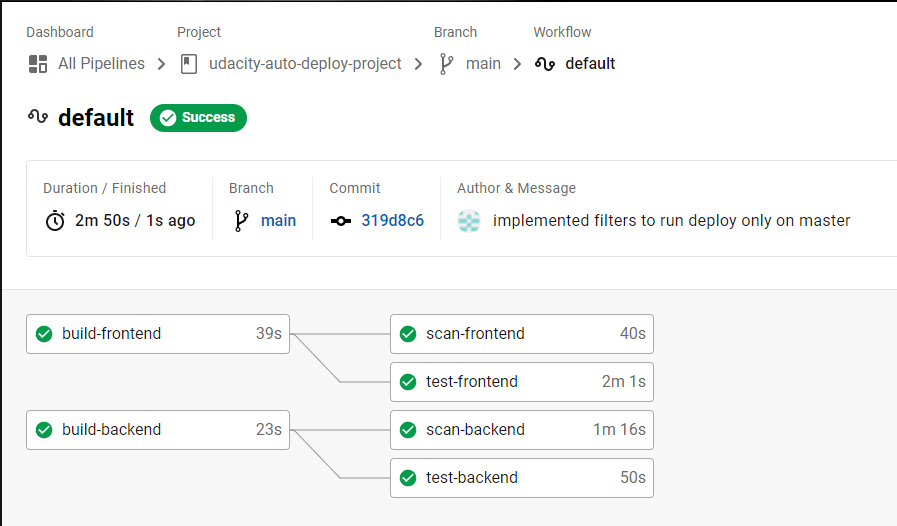 Dashboard Project Branch Workflow
All Pipelines udacity-auto-deploy-project main default
default Success
Duration / Finished Branch Commit Author & Message
2m 50s / 1s ago main 319d8c6 implemented filters to run deploy only on master
build-frontend 39s scan-frontend 40s
test-frontend 2m 1s
build-backend 23s scan-backend 1m 16s
test-backend 50s